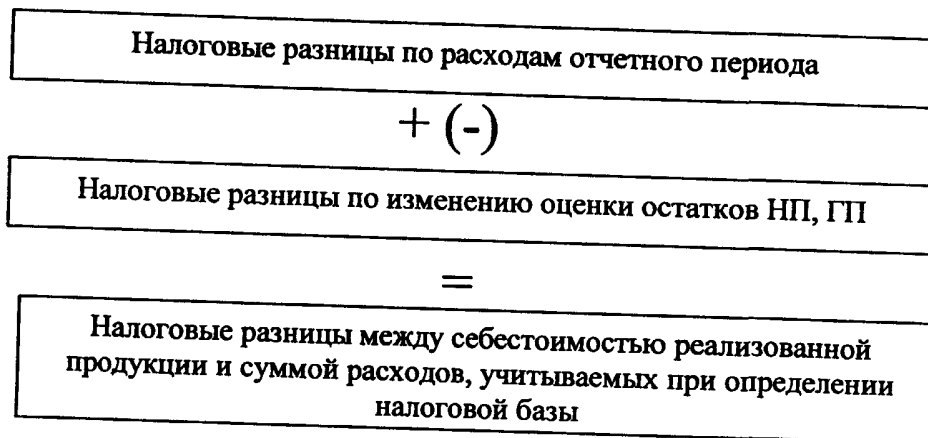 Налоговые разницы по расходам отчетного периода
+ (-)
Налоговые разницы по изменению оценки остатков НП, ГП
=
Налоговые разницы между себестоимостью реализованной
продукции и суммой расходов, учитываемых при определении
налоговой базы